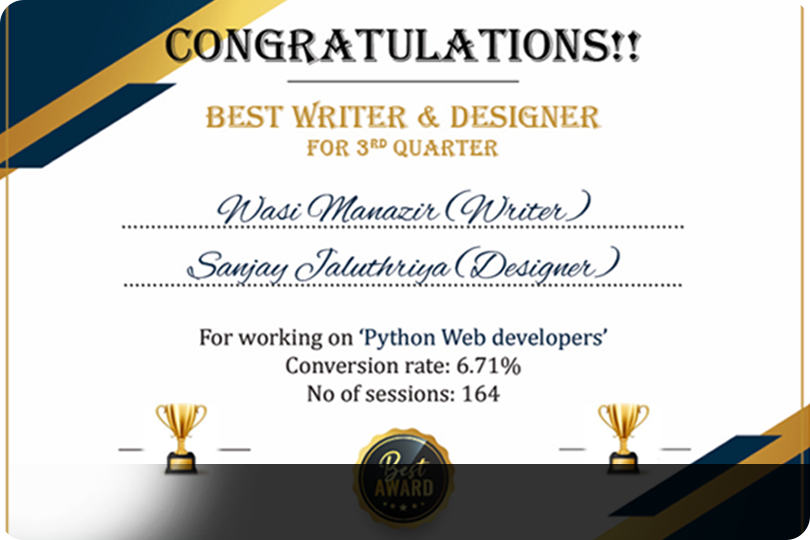 CONGRATULATIONS!!
BEST WRITER & DESIGNER
FOR 3RD QUARTER
Wasi Manazir (Writer)
Sanjay Jaluthriya (Designer)
For working on ‘Python Web developers’
Conversion rate: 6.71%
No of sessions: 164
Best
AWARD